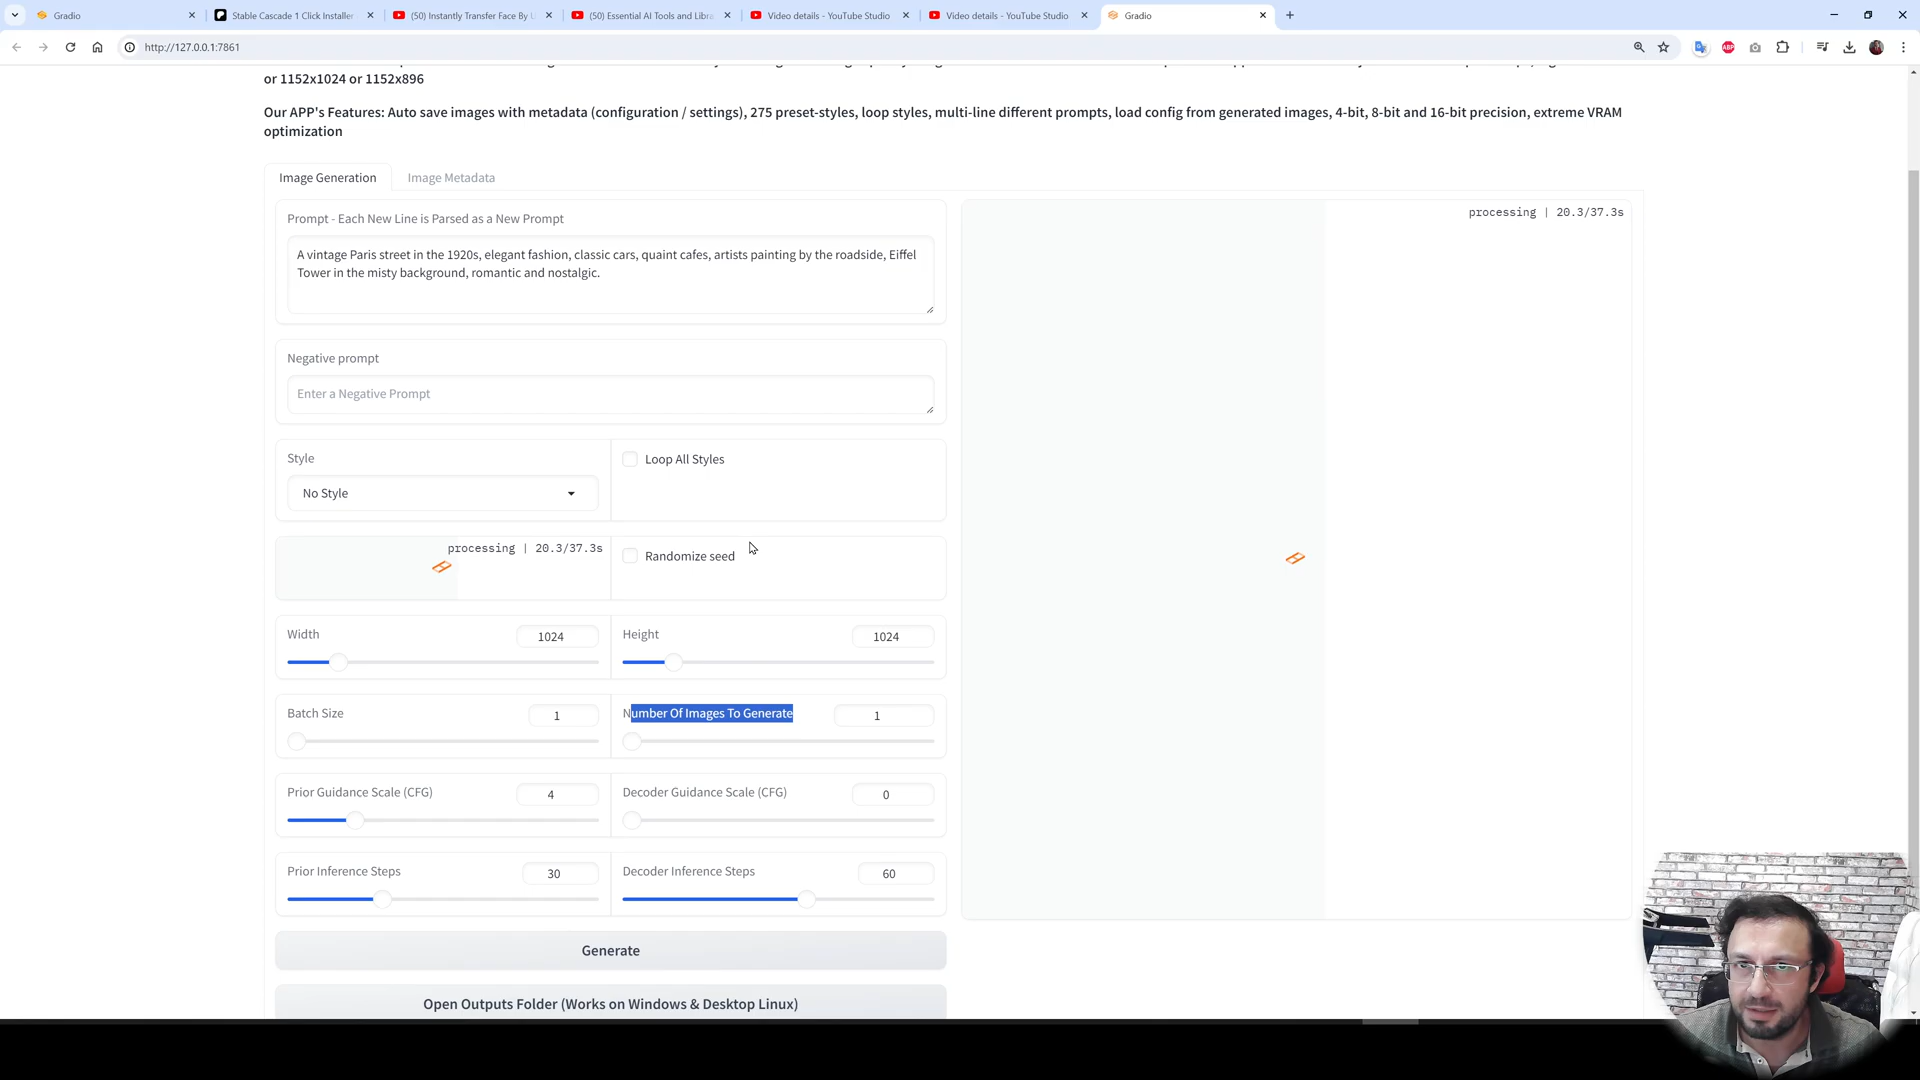 Gradio
Stable Cascade 1 Click Installer
(50) Instantly Transfer Face By U
(50) Essential AI Tools and Libra
Video details - YouTube Studio
Video details - YouTube Studio
Gradio
http://127.0.0.1:7861
or 1152x1024 or 1152x896
Our APP's Features: Auto save images with metadata (configuration / settings), 275 preset-styles, loop styles, multi-line different prompts, load config from generated images, 4-bit, 8-bit and 16-bit precision, extreme VRAM
optimization
Image Generation
Image Metadata
Prompt - Each New Line is Parsed as a New Prompt
processing | 20.3/37.3s
A vintage Paris street in the 1920s, elegant fashion, classic cars, quaint cafes, artists painting by the roadside, Eiffel
Tower in the misty background, romantic and nostalgic.
Negative prompt
Enter a Negative Prompt
Style
Loop All Styles
No Style
processing | 20.3/37.3s
Randomize seed
Width
1024
Height
1024
Batch Size
1
Number Of Images To Generate
1
Prior Guidance Scale (CFG)
4
Decoder Guidance Scale (CFG)
0
Prior Inference Steps
30
Decoder Inference Steps
60
Generate
Open Outputs Folder (Works on Windows & Desktop Linux)